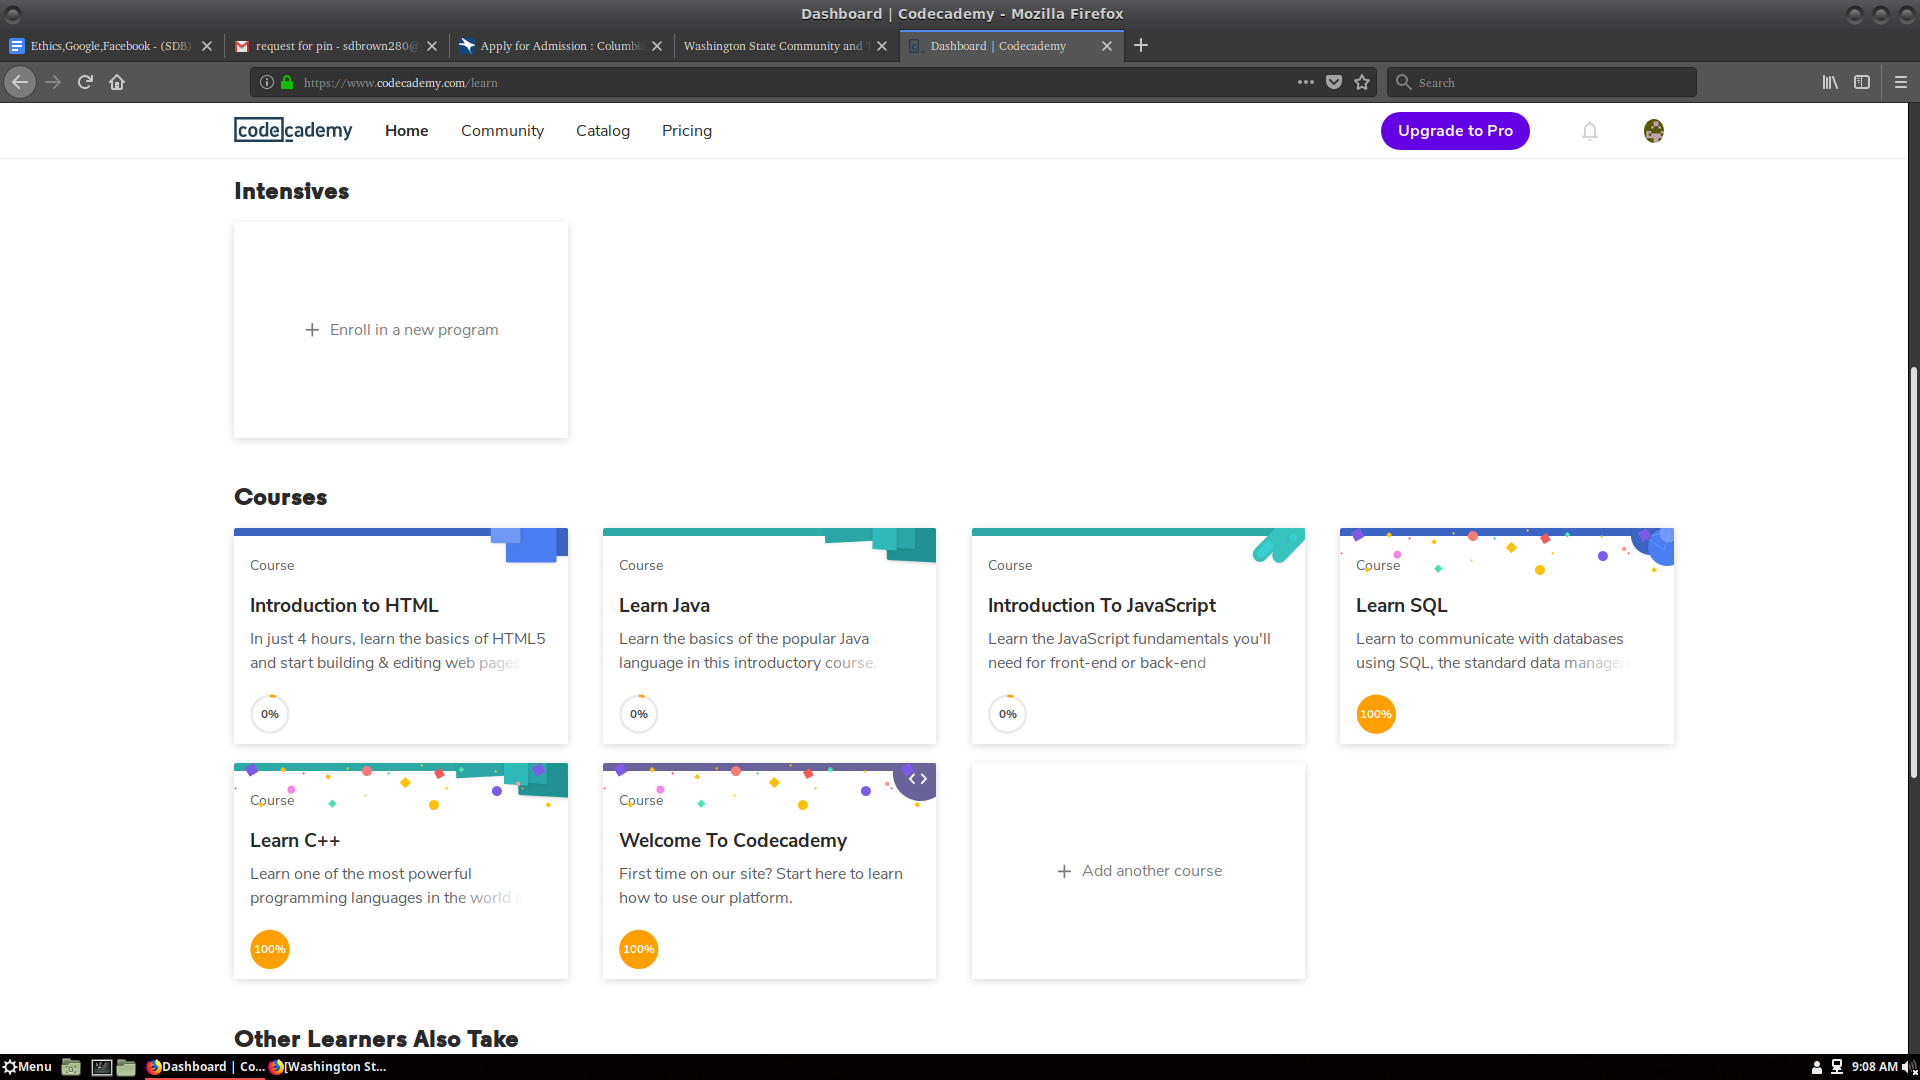 Dashboard | Codecademy - Mozilla Firefox
Ethics,Google,Facebook - (SDB)
request for pin - sdbrown280@
Apply for Admission : Columbi
Washington State Community and
Dashboard | Codecademy
https://www.codecademy.com/learn
Search
codecademy
Home
Community
Catalog
Pricing
Upgrade to Pro
Intensives
Enroll in a new program
Courses
Course
Introduction to HTML
In just 4 hours, learn the basics of HTML5
and start building & editing web pages
0%
Course
Learn Java
Learn the basics of the popular Java
language in this introductory course.
0%
Course
Introduction To JavaScript
Learn the JavaScript fundamentals you'll
need for front-end or back-end
0%
Course
Learn SQL
Learn to communicate with databases
using SQL, the standard data managem
100%
Course
Learn C++
Learn one of the most powerful
programming languages in the world a
100%
Course
Welcome To Codecademy
First time on our site? Start here to learn
how to use our platform.
100%
Add another course
Other Learners Also Take
Menu
Dashboard | Co...
[Washington St...
9:08 AM